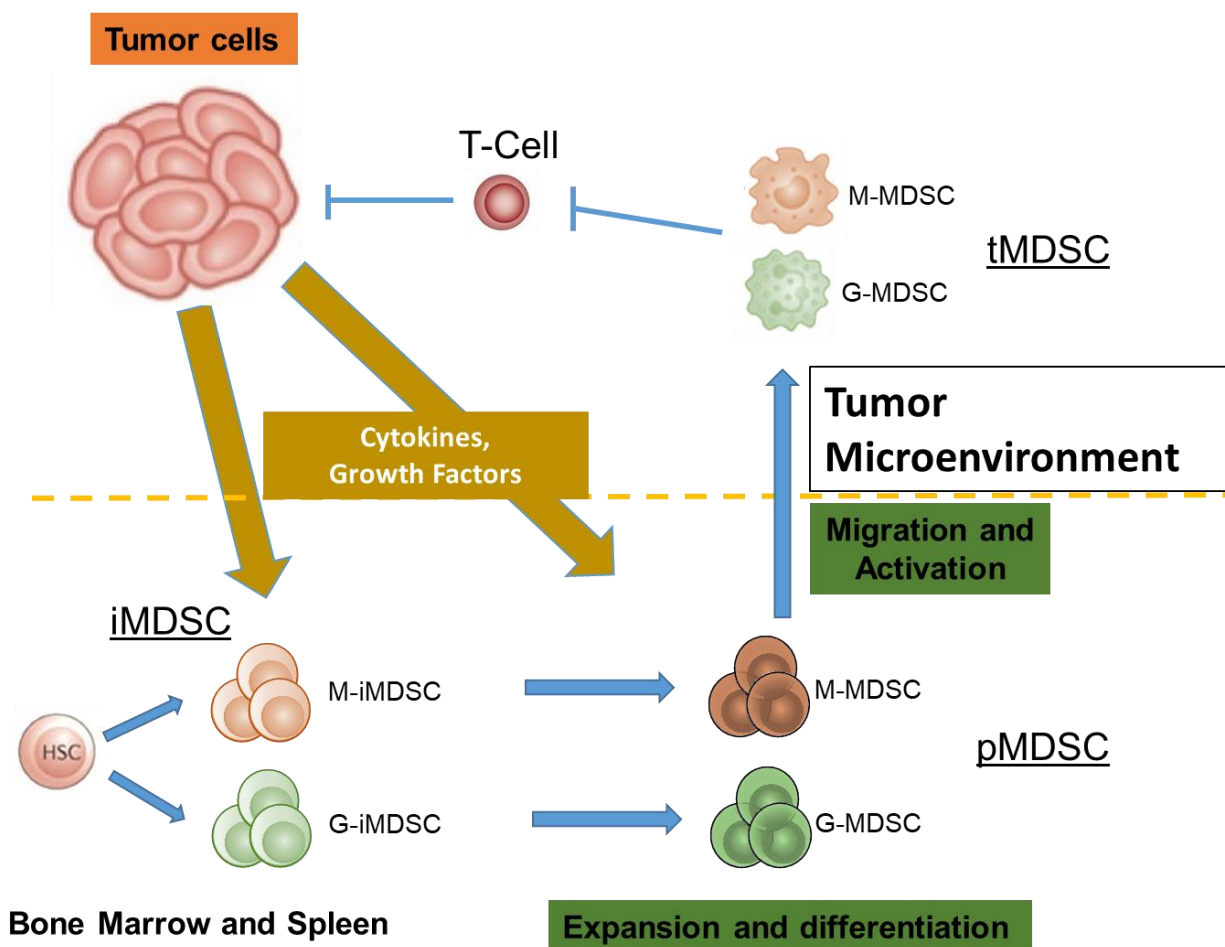 Tumor cells
T-Cell
M-MDSC
tMDSC
G-MDSC
Tumor
Microenvironment
Cytokines,
Growth Factors
Migration and
Activation
iMDSC
M-iMDSC
M-MDSC
HSC
pMDSC
G-iMDSC
G-MDSC
Bone Marrow and Spleen
Expansion and differentiation